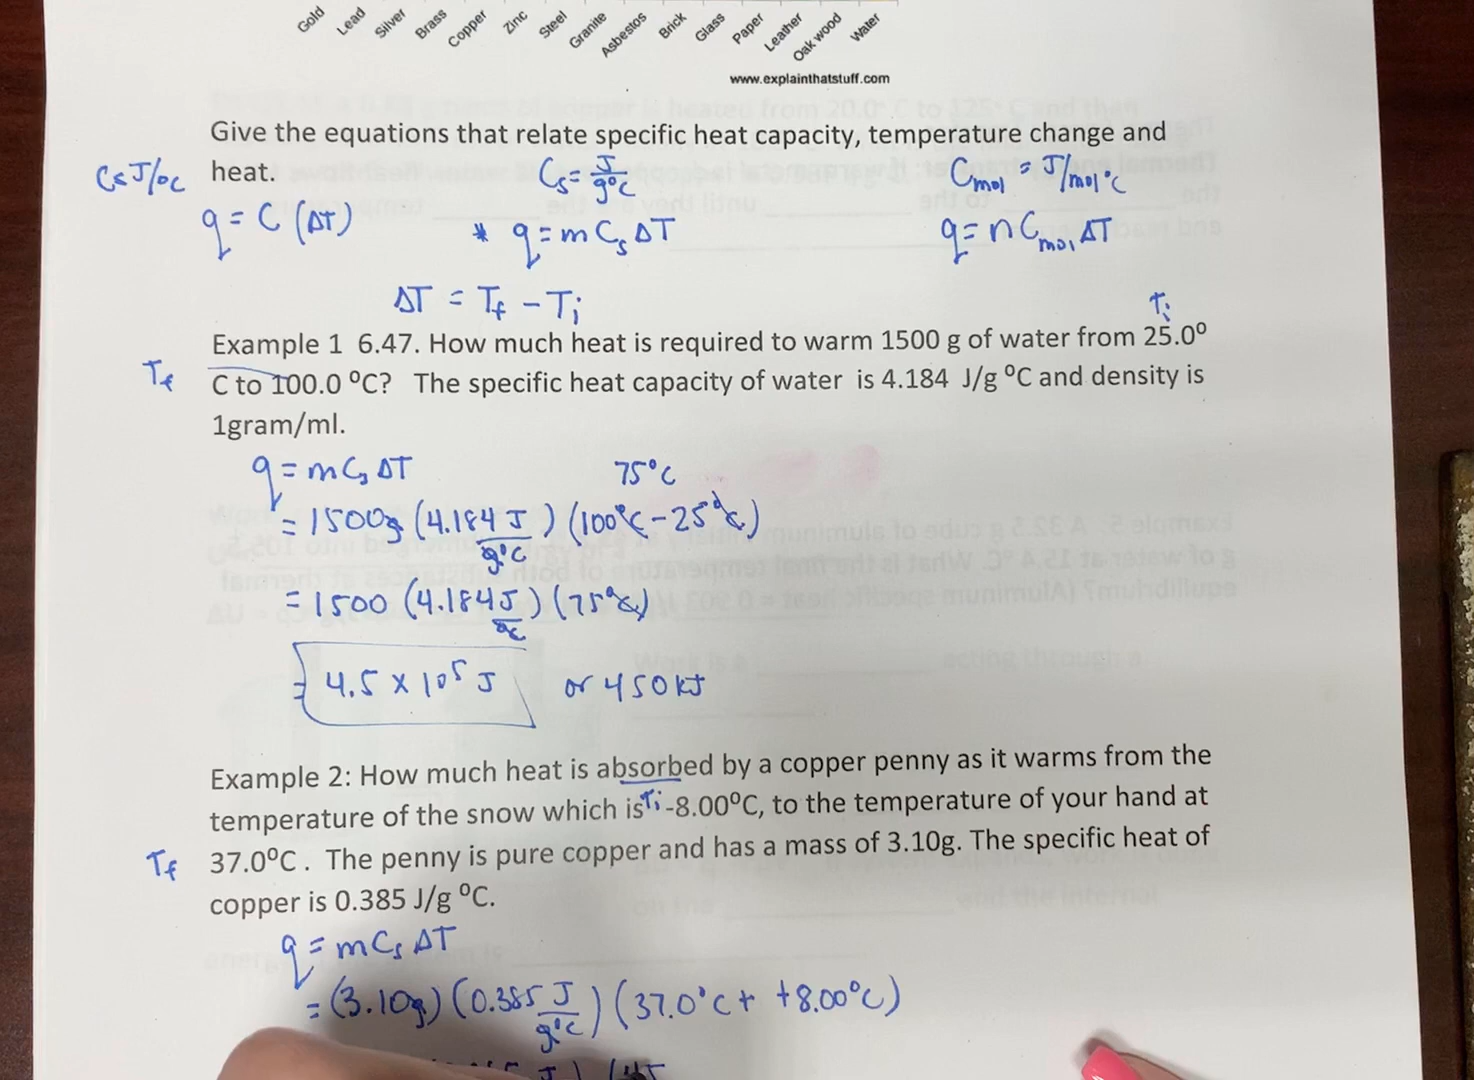 Gold Lead Silver Brass Copper Zinc Steel Granite Asbestos Brick Glass Paper Leather Oak wood Water
www.explainthatstuff.com
Give the equations that relate specific heat capacity, temperature change and
heat.
Cs J/°C
Cs = J/g°C
Cmol = J/mol°C
q = C (ΔT)
* q = m Cs ΔT
q = n Cmol ΔT
ΔT = Tf - Ti
Ti
Example 1 6.47. How much heat is required to warm 1500 g of water from 25.0⁰
Tf
C to 100.0 ⁰C? The specific heat capacity of water is 4.184 J/g ⁰C and density is
1gram/ml.
q = m Cs ΔT
75°C
= 1500g (4.184 J/g°C) (100°C - 25°C)
= 1500 (4.184 J/°C) (75°C)
= 4.5 x 10⁵ J or 450 kJ
Example 2: How much heat is absorbed by a copper penny as it warms from the
temperature of the snow which is Ti -8.00⁰C, to the temperature of your hand at
Tf 37.0⁰C. The penny is pure copper and has a mass of 3.10g. The specific heat of
copper is 0.385 J/g ⁰C.
q = m Cs ΔT
= (3.10g) (0.385 J/g°C) (37.0°C + +8.00°C)